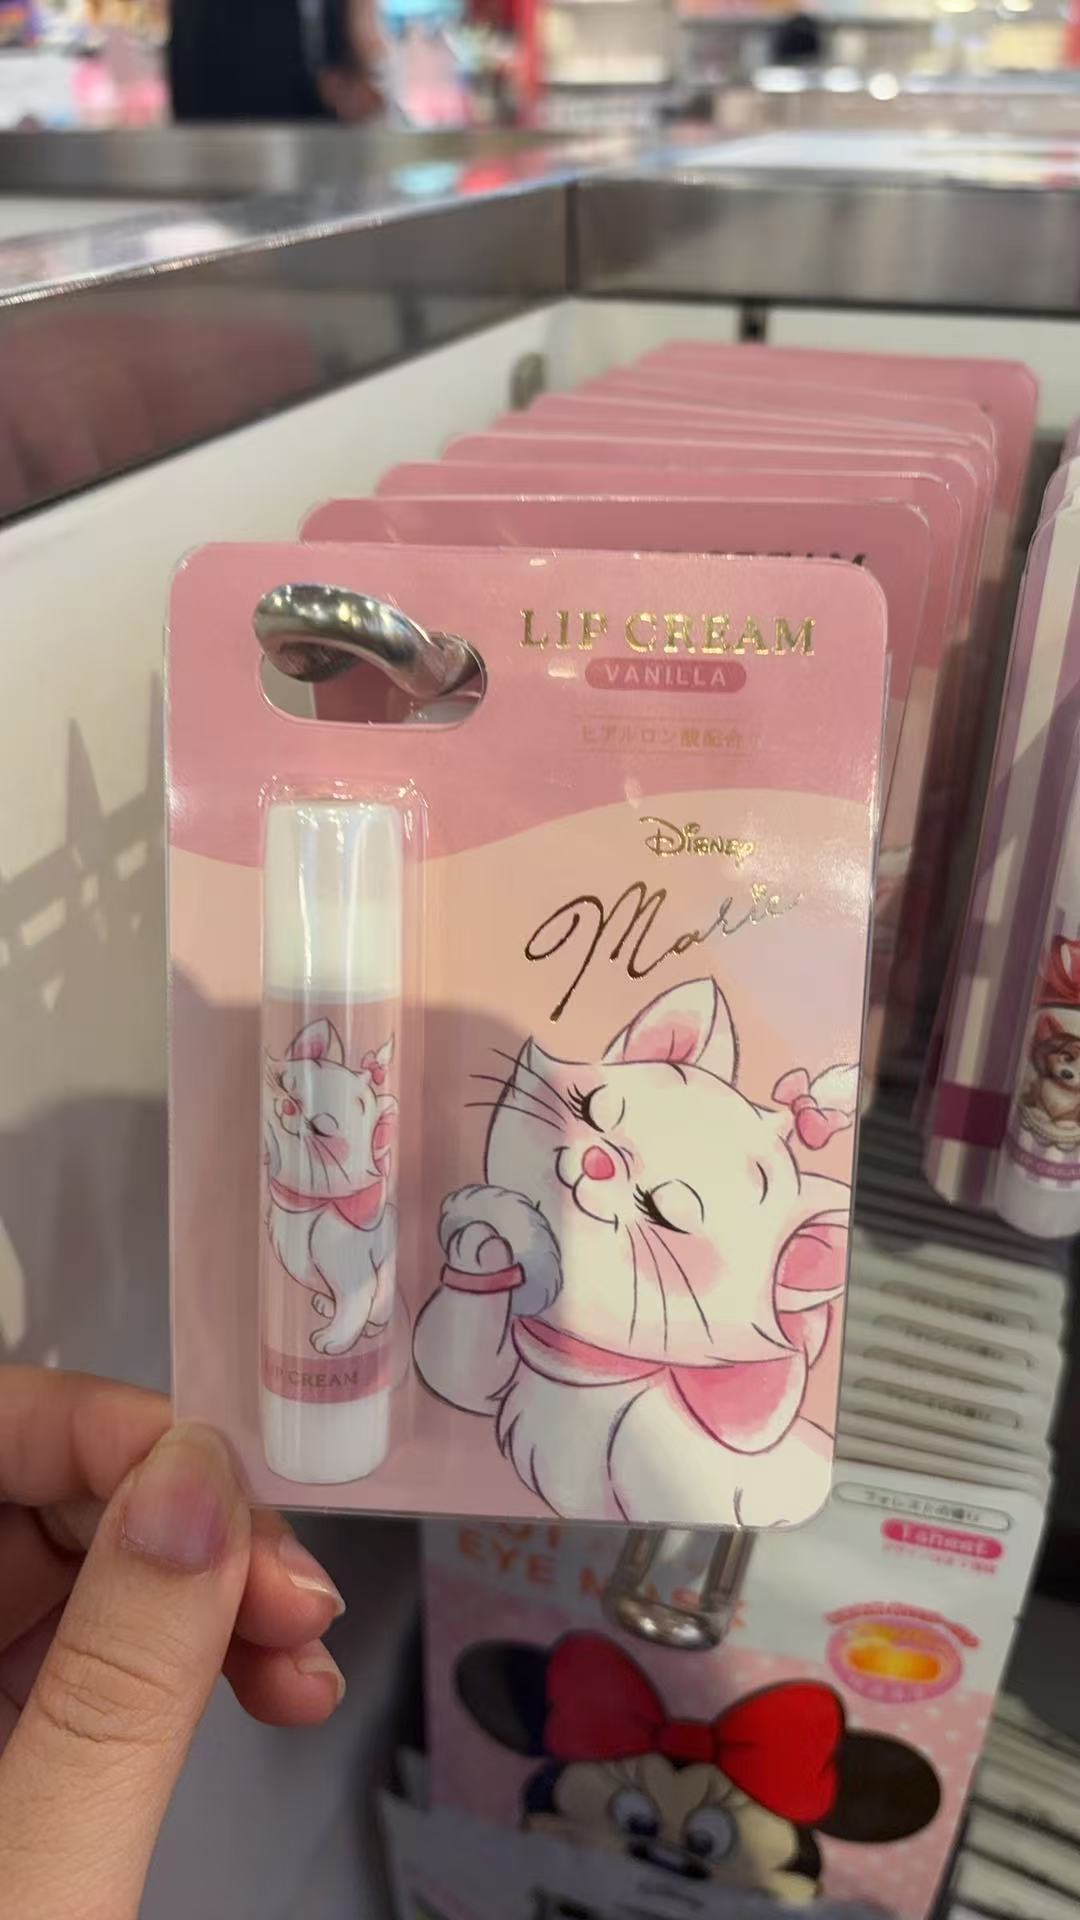 LIP CREAM
VANILLA
ヒアルロン酸配合
Disney
Marie
LIP CREAM
EYE MASK